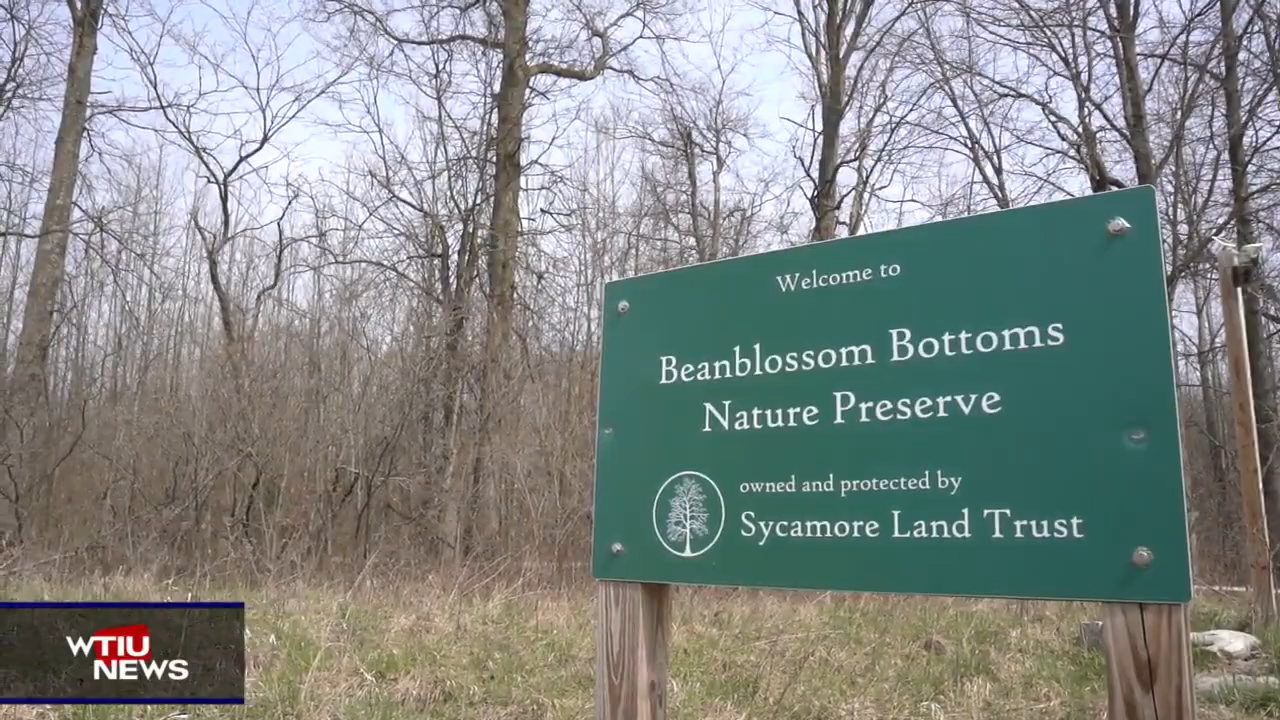 Welcome to
Beanblossom Bottoms
Nature Preserve
owned and protected by
Sycamore Land Trust
WTIU
NEWS